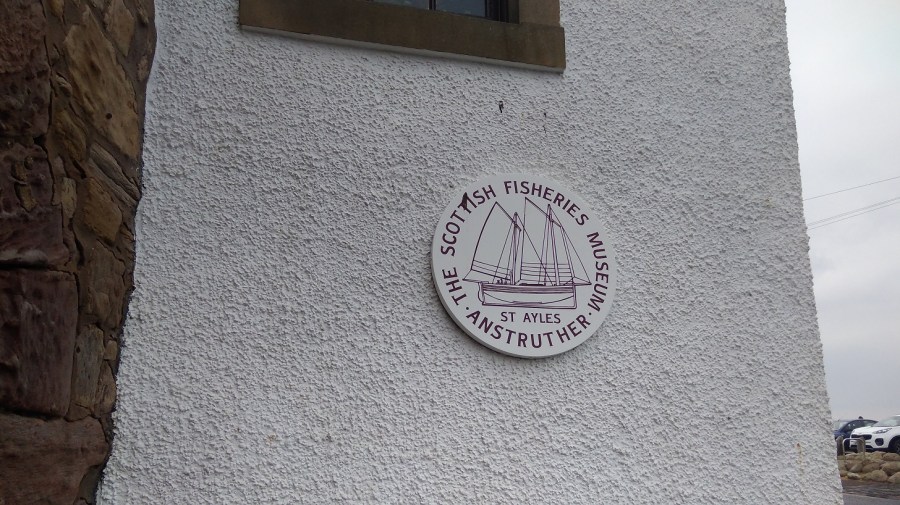 THE SCOTTISH FISHERIES MUSEUM
ST AYLES
· ANSTRUTHER ·